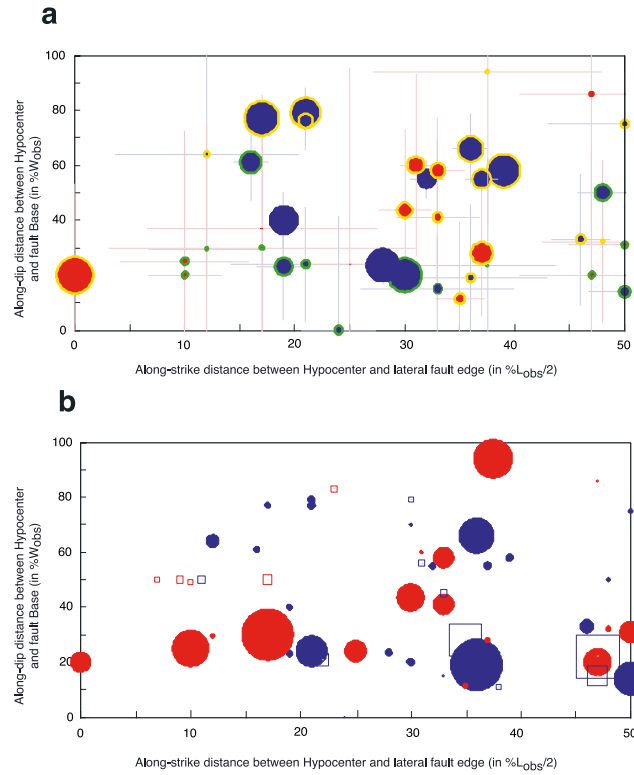 a
100
80
60
40
20
0
Along-dip distance between Hypocenter
and fault Base (in %Wobs)
0 10 20 30 40 50
Along-strike distance between Hypocenter and lateral fault edge (in %Lobs/2)
b
100
80
60
40
20
0
Along-dip distance between Hypocenter
and fault Base (in %Wobs)
0 10 20 30 40 50
Along-strike distance between Hypocenter and lateral fault edge (in %Lobs/2)